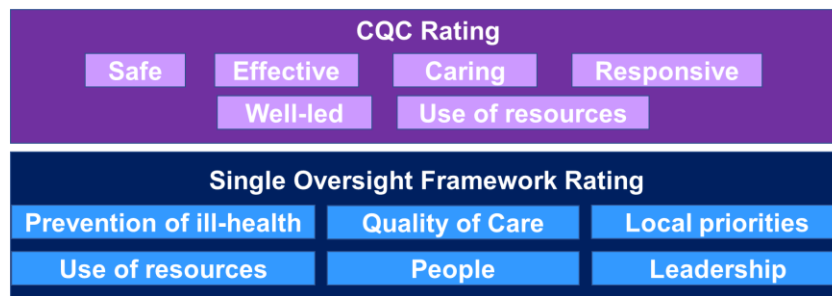 CQC Rating
Safe Effective Caring Responsive
Well-led Use of resources
Single Oversight Framework Rating
Prevention of ill-health Quality of Care Local priorities
Use of resources People Leadership